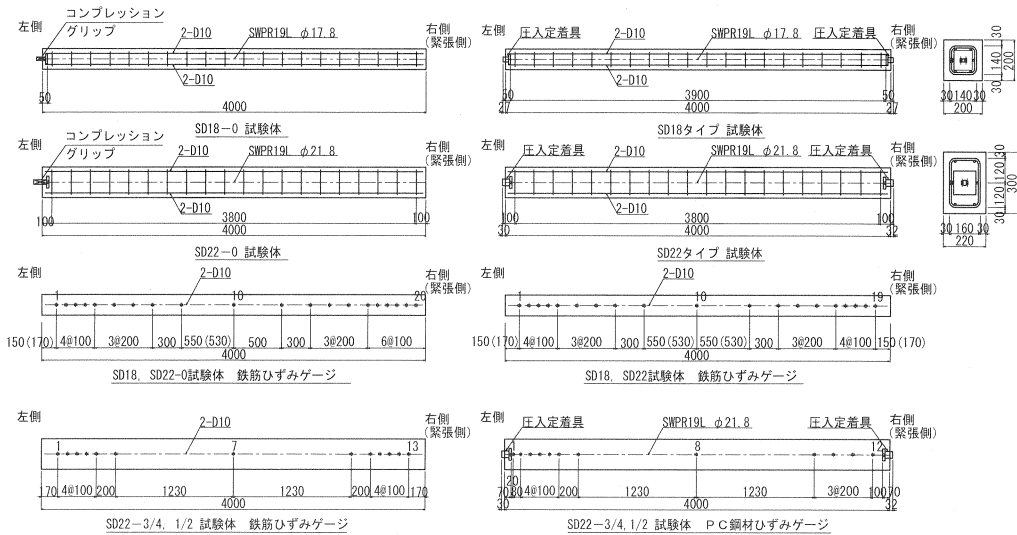 左側
コンプレッション
グリップ
2-D10
SWPR19L φ17.8
右側
(緊張側)
2-D10
50
4000
SD18-0 試験体
左側
圧入定着具
2-D10
SWPR19L φ17.8
圧入定着具
右側
(緊張側)
2-D10
50
3900
50
27
4000
27
SD18タイプ 試験体
30
140
30
200
30 140 30
200
左側
コンプレッション
グリップ
2-D10
SWPR19L φ21.8
右側
(緊張側)
2-D10
100
3800
100
4000
SD22-0 試験体
左側
圧入定着具
2-D10
SWPR19L φ21.8
圧入定着具
右側
(緊張側)
2-D10
100
3800
100
30
4000
32
SD22タイプ 試験体
30
120
120
30
300
30 160 30
220
左側
2-D10
右側
(緊張側)
1
10
20
150(170) 4@100 3@200 300 550(530) 500 300 3@200 6@100
4000
SD18, SD22-0試験体 鉄筋ひずみゲージ
左側
2-D10
右側
(緊張側)
1
10
19
150(170) 4@100 3@200 300 550(530) 550(530) 300 3@200 4@100 150(170)
4000
SD18, SD22試験体 鉄筋ひずみゲージ
左側
2-D10
右側
(緊張側)
1
7
13
170 4@100 200 1230 1230 200 4@100 170
4000
SD22-3/4, 1/2 試験体 鉄筋ひずみゲージ
左側
圧入定着具
SWPR19L φ21.8
圧入定着具
右側
(緊張側)
1
8
12
20
70 80 4@100 200 1230 1230 3@200 100 70
30
4000
32
SD22-3/4,1/2 試験体 PC鋼材ひずみゲージ